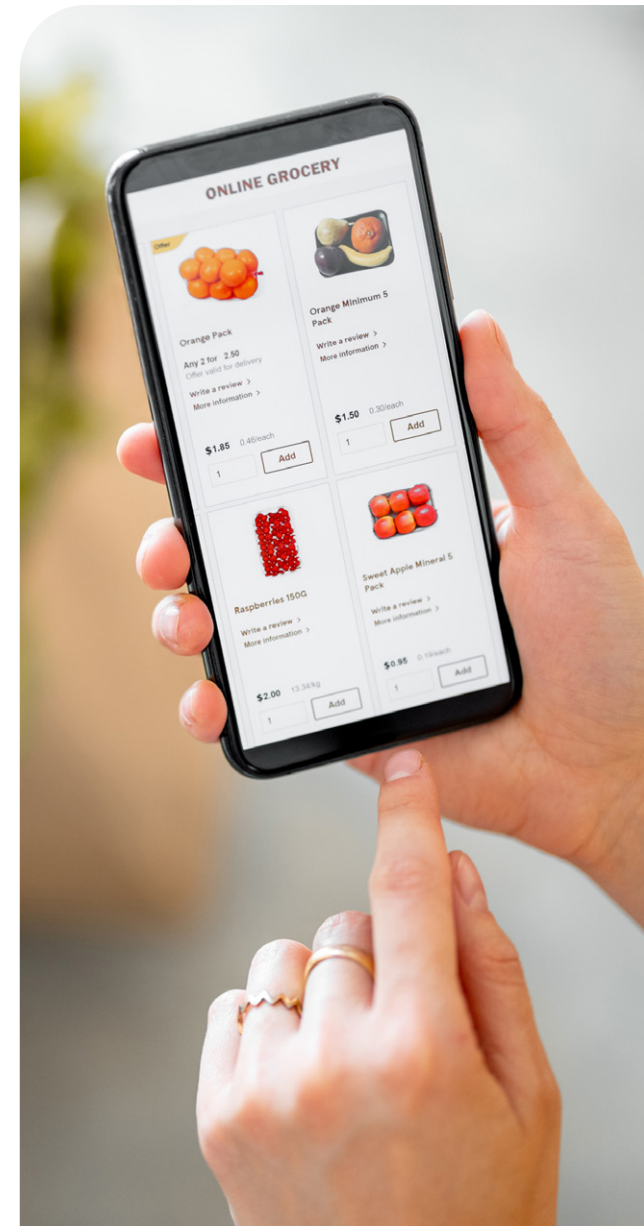 ONLINE GROCERY
Offer
Orange Pack
Any 2 for 2.50
Offer valid for delivery
Write a review >
More information >
$1.85 0.46/each
1 Add
Orange Minimum 5
Pack
Write a review >
More information >
$1.50 0.30/each
1 Add
Raspberries 150G
Write a review >
More information >
$2.00 13.34/kg
1 Add
Sweet Apple Mineral 5
Pack
Write a review >
More information >
$0.95 0.19/each
1 Add